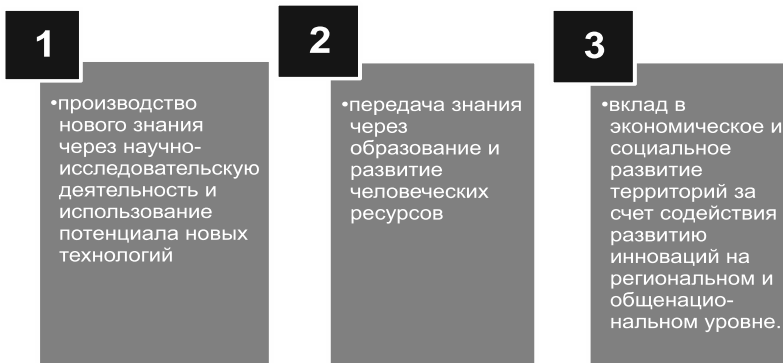 1
•производство
нового знания
через научно-
исследовательскую
деятельность и
использование
потенциала новых
технологий
2
•передача знания
через
образование и
развитие
человеческих
ресурсов
3
•вклад в
экономическое и
социальное
развитие
территорий за
счет содействия
развитию
инноваций на
региональном и
общенацио-
нальном уровне.